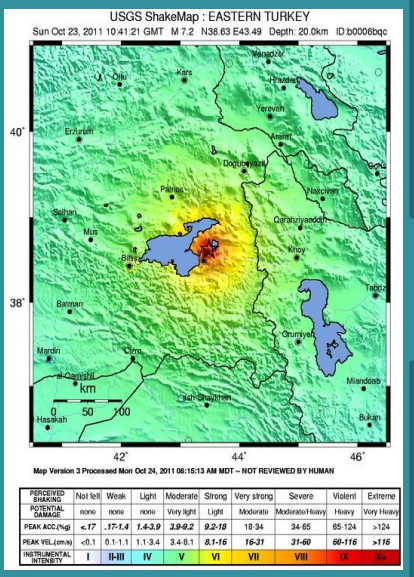 USGS ShakeMap : EASTERN TURKEY
Sun Oct 23, 2011 10:41:21 GMT M 7.2 N38.63 E43.49 Depth: 20.0km ID:b0006bqc
Kars
Hrazdan
Yerevan
40˚
Erzurum
Ararat
Dogubeyazit
Patnos
Naxcivan
Solhan
Mus
Qarahziyaeddin
Bitlis
Khoy
38˚
Tabriz
Batman
Orumiyeh
Mardin
Cizre
al Qamishli
Miandoab
km
ash Shaykhan
0 50 100
Hasakah
Bukan
42˚ 44˚ 46˚
Map Version 3 Processed Mon Oct 24, 2011 08:15:13 AM MDT -- NOT REVIEWED BY HUMAN
PERCEIVED SHAKING Not felt Weak Light Moderate Strong Very strong Severe Violent Extreme
POTENTIAL DAMAGE none none none Very light Light Moderate Moderate/Heavy Heavy Very Heavy
PEAK ACC.(%g) <.17 .17-1.4 1.4-3.9 3.9-9.2 9.2-18 18-34 34-65 65-124 >124
PEAK VEL.(cm/s) <0.1 0.1-1.1 1.1-3.4 3.4-8.1 8.1-16 16-31 31-60 60-116 >116
INSTRUMENTAL INTENSITY I II-III IV V VI VII VIII IX X+